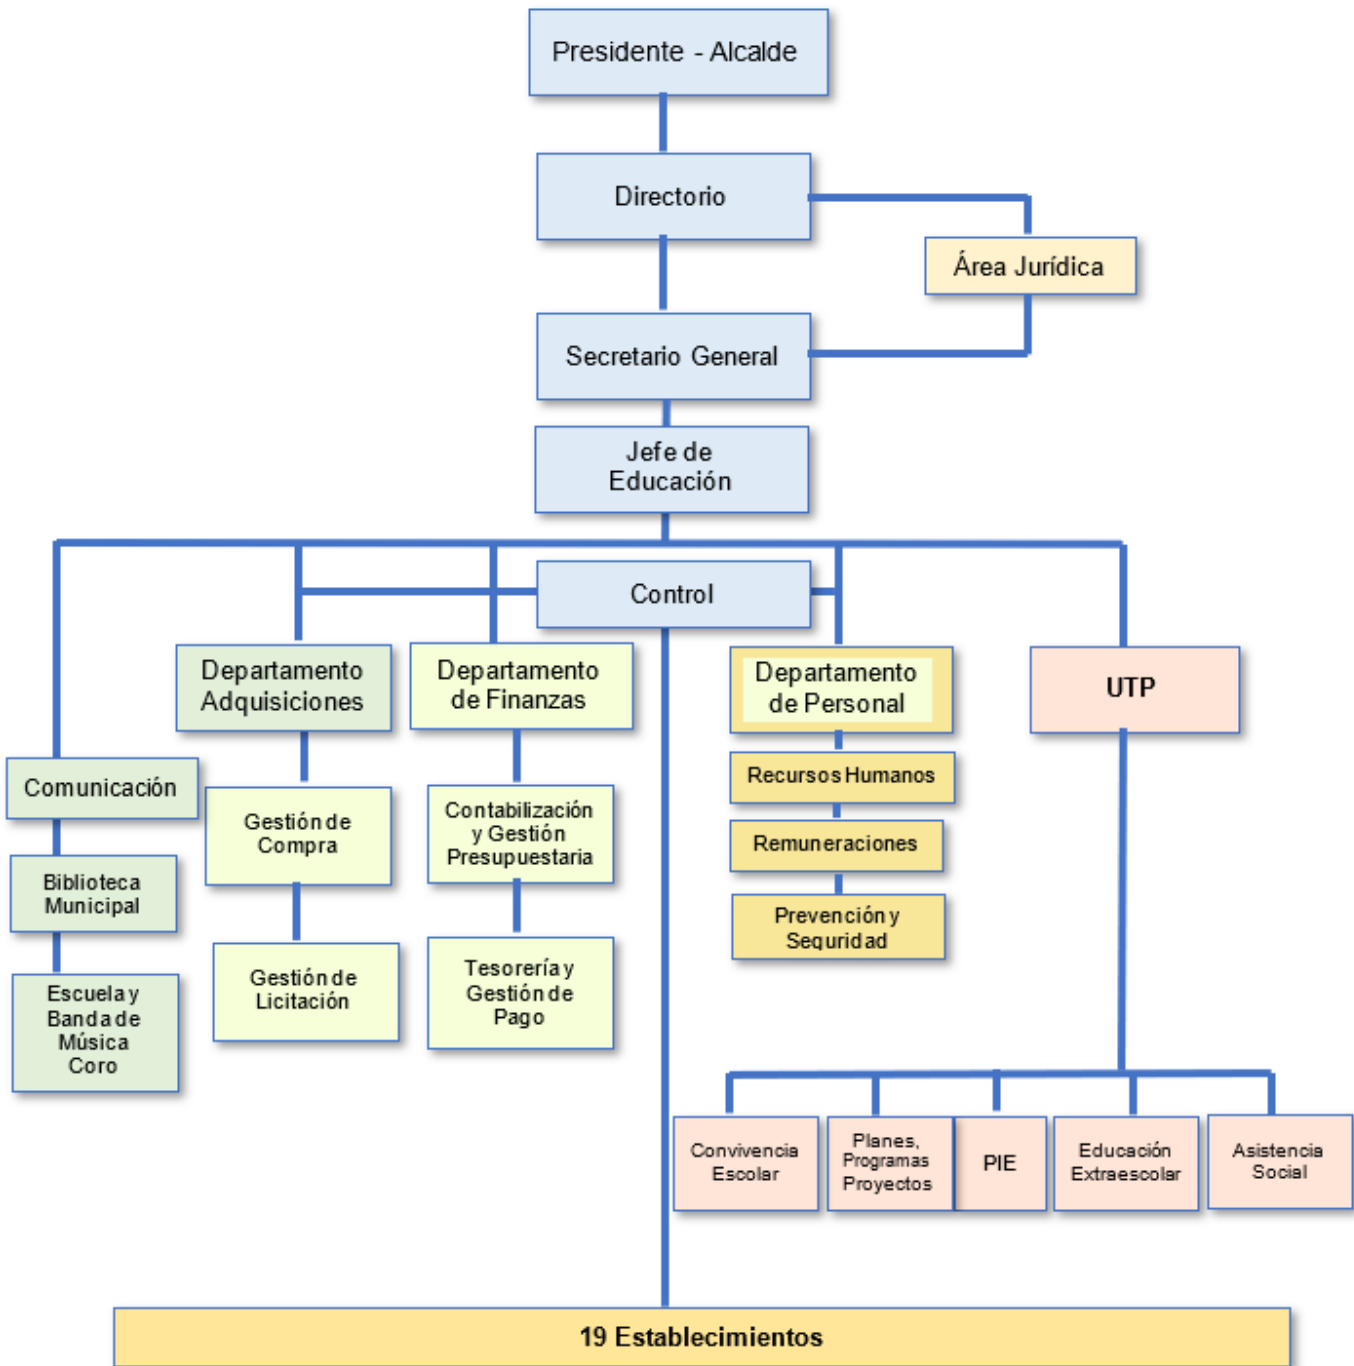 Presidente - Alcalde
Directorio
Área Jurídica
Secretario General
Jefe de
Educación
Control
Departamento
Adquisiciones
Departamento
de Finanzas
Departamento
de Personal
UTP
Comunicación
Gestión de
Compra
Contabilización
y Gestión
Presupuestaria
Recursos Humanos
Remuneraciones
Prevención y
Seguridad
Biblioteca
Municipal
Gestión de
Licitación
Tesorería y
Gestión de
Pago
Escuela y
Banda de
Música
Coro
Convivencia
Escolar
Planes,
Programas
Proyectos
PIE
Educación
Extraescolar
Asistencia
Social
19 Establecimientos